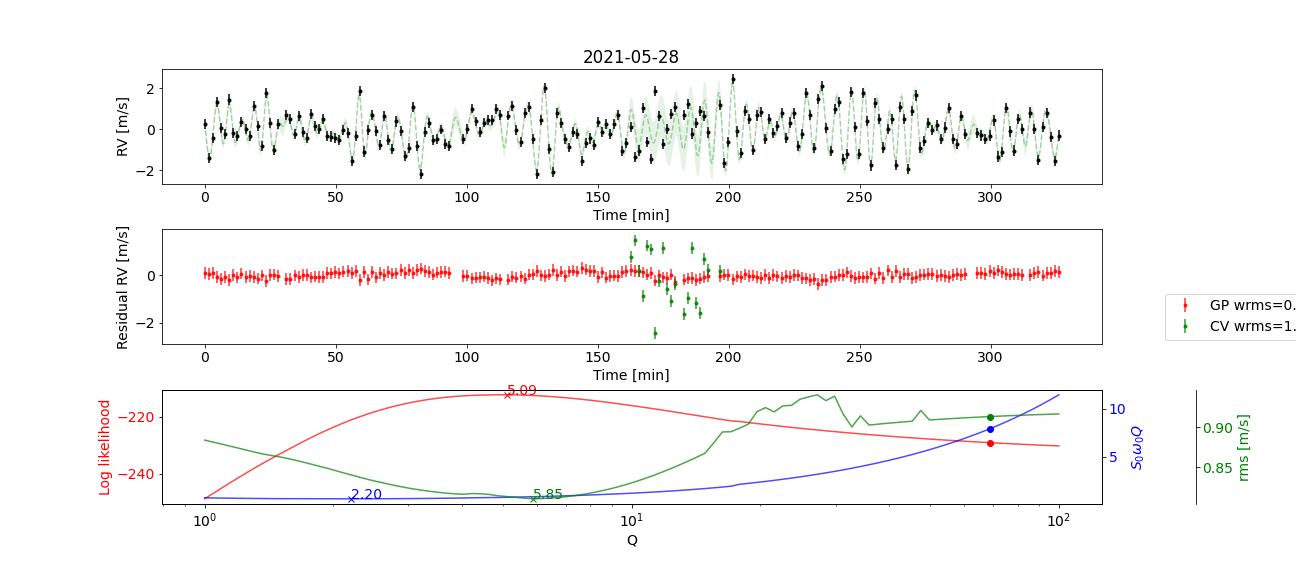 2021-05-28
RV [m/s]
2
0
−2
0 50 100 150 200 250 300
Time [min]
Residual RV [m/s]
0
−2
0 50 100 150 200 250 300
Time [min]
GP wrms=0.
CV wrms=1.
Log likelihood
−220
−240
5.09
2.20
5.85
10
5
S₀ω₀Q
0.90
0.85
rms [m/s]
10⁰ 10¹ 10²
Q